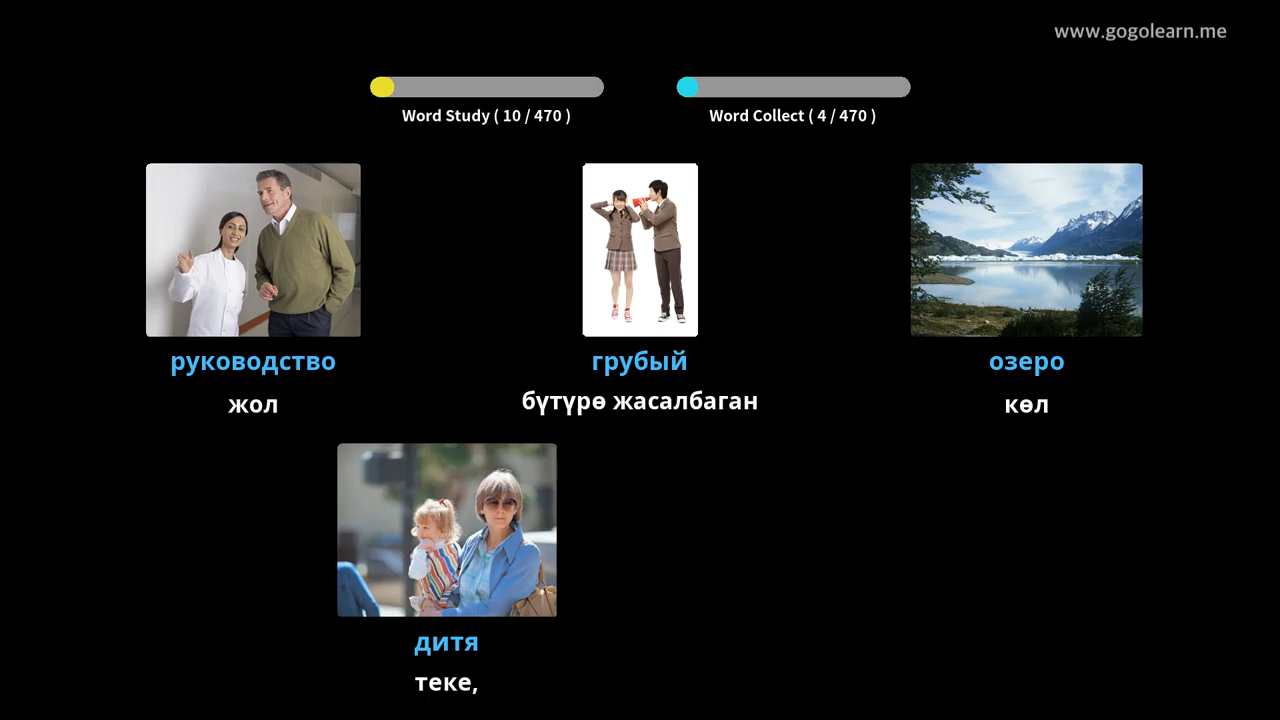 www.gogolearn.me
Word Study ( 10 / 470 )
Word Collect ( 4 / 470 )
руководство
грубый
озеро
жол
бүтүрө жасалбаган
көл
дитя
теке,